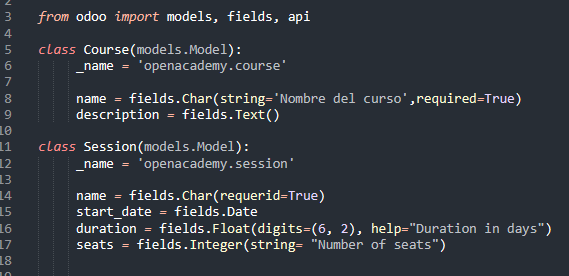 2
3 from odoo import models, fields, api
4
5 class Course(models.Model):
6     _name = 'openacademy.course'
7
8     name = fields.Char(string='Nombre del curso',required=True)
9     description = fields.Text()
10
11 class Session(models.Model):
12     _name = 'openacademy.session'
13
14     name = fields.Char(requerid=True)
15     start_date = fields.Date
16     duration = fields.Float(digits=(6, 2), help="Duration in days")
17     seats = fields.Integer(string= "Number of seats")
18